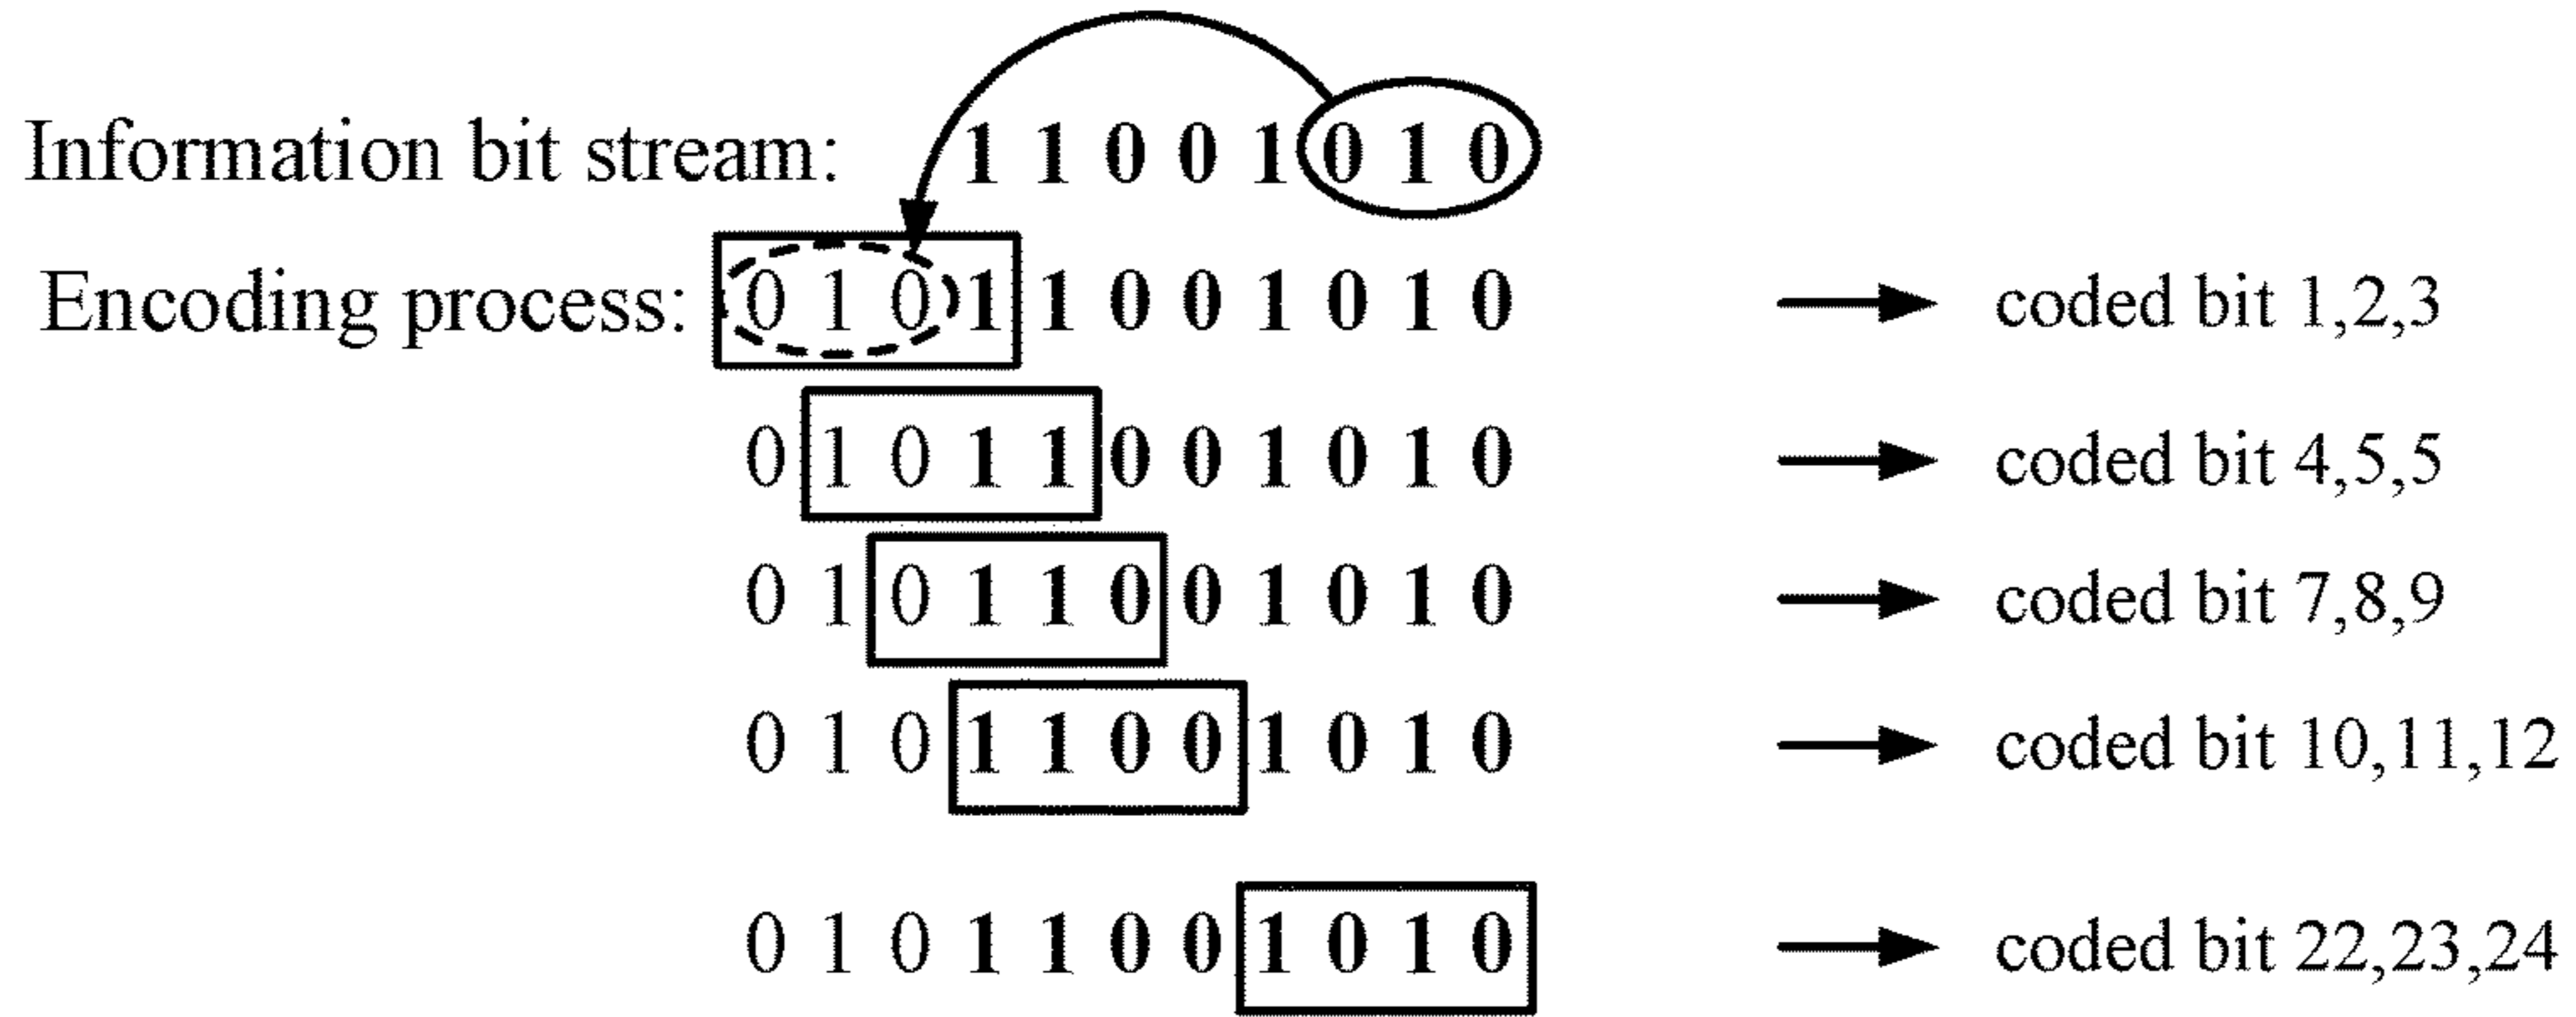 Information bit stream: 1 1 0 0 1 0 1 0
Encoding process: 0 1 0 1 1 0 0 1 0 1 0 coded bit 1,2,3
0 1 0 1 1 0 0 1 0 1 0 coded bit 4,5,5
0 1 0 1 1 0 0 1 0 1 0 coded bit 7,8,9
0 1 0 1 1 0 0 1 0 1 0 coded bit 10,11,12
0 1 0 1 1 0 0 1 0 1 0 coded bit 22,23,24